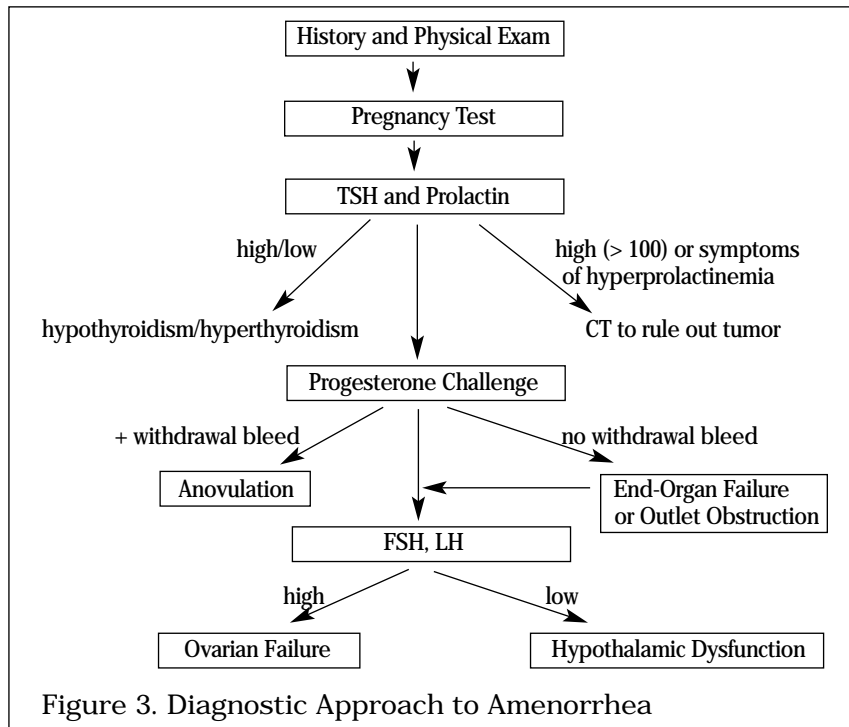 History and Physical Exam
Pregnancy Test
TSH and Prolactin
high/low
high (> 100) or symptoms
of hyperprolactinemia
hypothyroidism/hyperthyroidism
CT to rule out tumor
Progesterone Challenge
+ withdrawal bleed
no withdrawal bleed
Anovulation
End-Organ Failure
or Outlet Obstruction
FSH, LH
high
low
Ovarian Failure
Hypothalamic Dysfunction
Figure 3. Diagnostic Approach to Amenorrhea